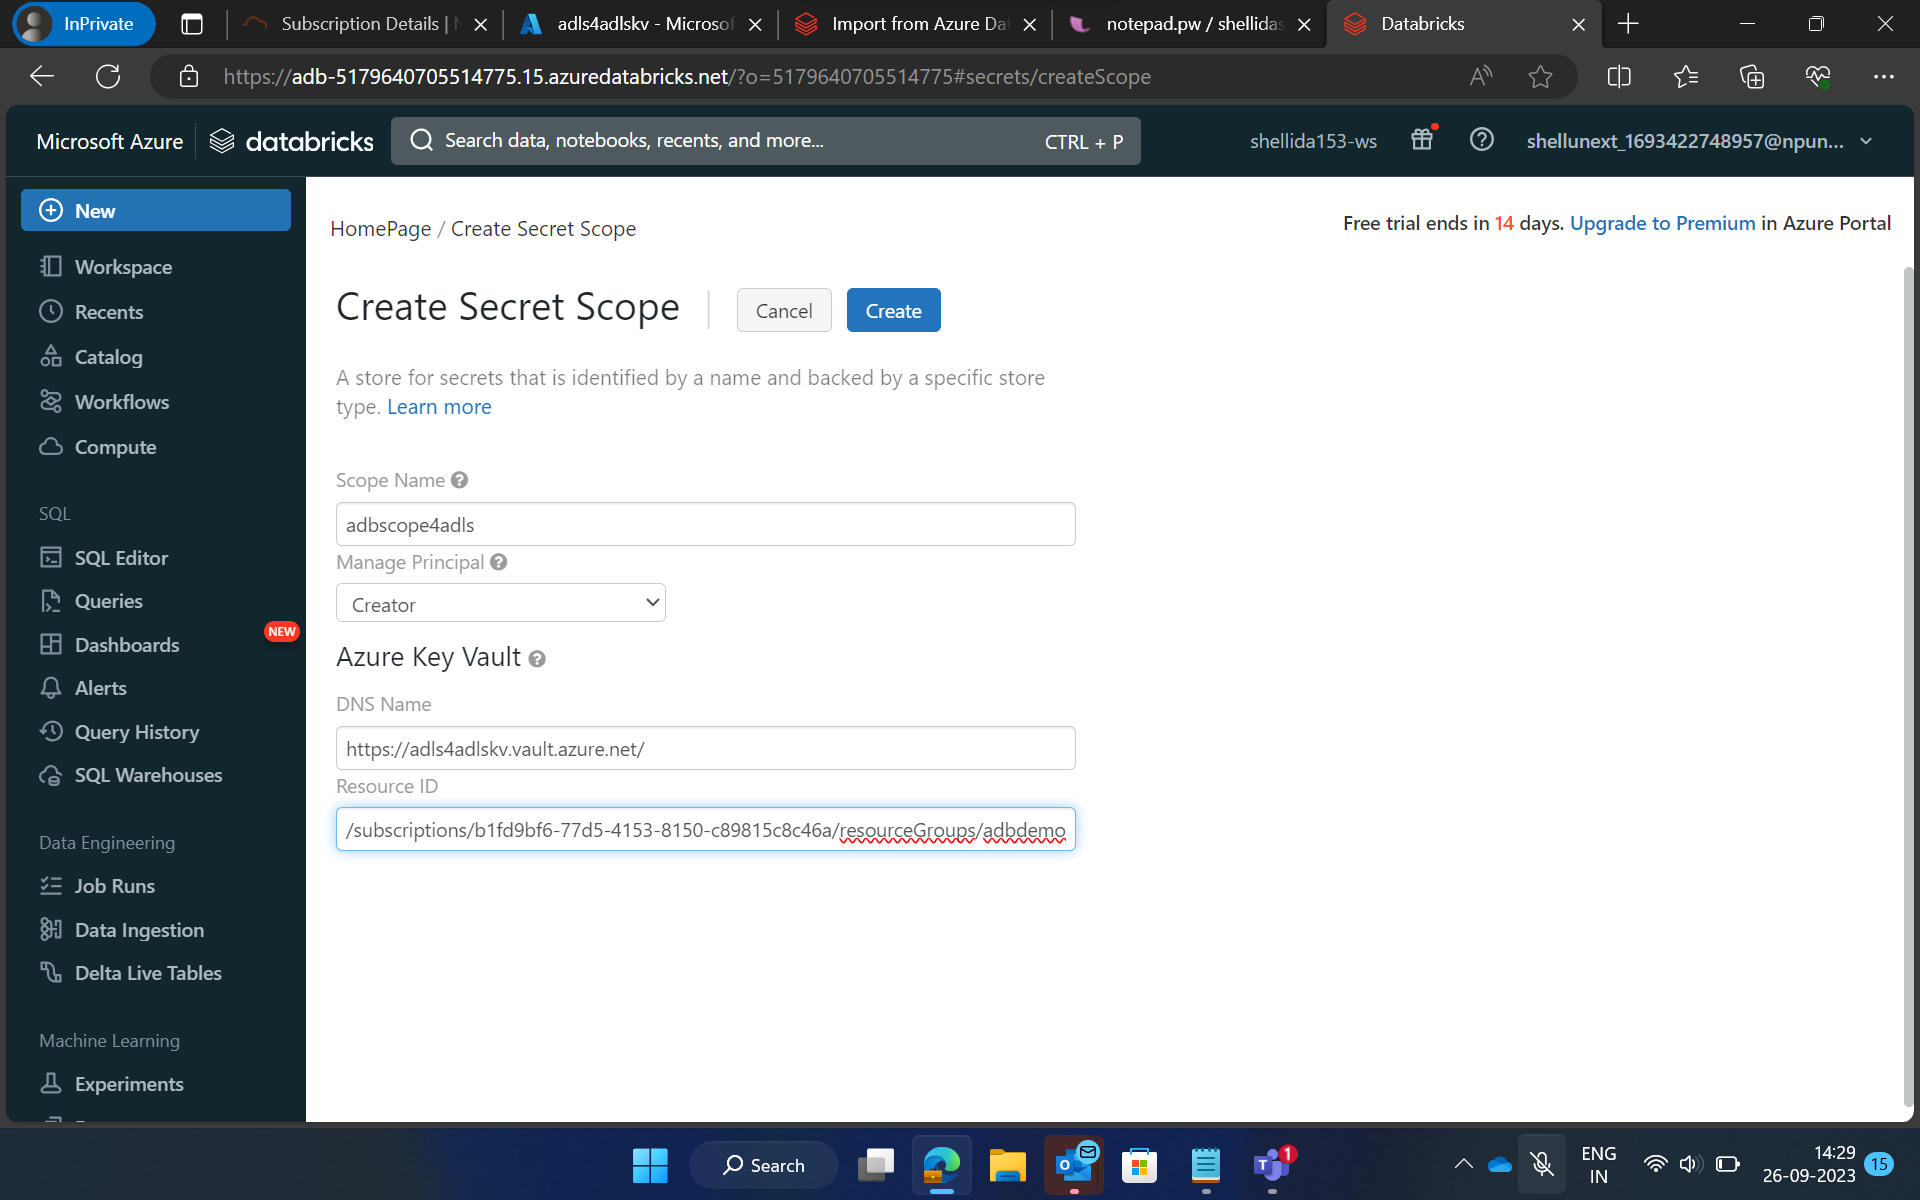 InPrivate
Subscription Details |
adls4adlskv - Microsof
Import from Azure Da
notepad.pw / shellidas
Databricks
https://adb-5179640705514775.15.azuredatabricks.net/?o=5179640705514775#secrets/createScope
Microsoft Azure
databricks
Search data, notebooks, recents, and more...
CTRL + P
shellida153-ws
shellunext_1693422748957@npun...
New
Workspace
Recents
Catalog
Workflows
Compute
SQL
SQL Editor
Queries
Dashboards
NEW
Alerts
Query History
SQL Warehouses
Data Engineering
Job Runs
Data Ingestion
Delta Live Tables
Machine Learning
Experiments
HomePage / Create Secret Scope
Free trial ends in 14 days. Upgrade to Premium in Azure Portal
Create Secret Scope
Cancel
Create
A store for secrets that is identified by a name and backed by a specific store
type. Learn more
Scope Name
adbscope4adls
Manage Principal
Creator
Azure Key Vault
DNS Name
https://adls4adlskv.vault.azure.net/
Resource ID
/subscriptions/b1fd9bf6-77d5-4153-8150-c89815c8c46a/resourceGroups/adbdemo
Search
1
ENG
IN
14:29
26-09-2023
15